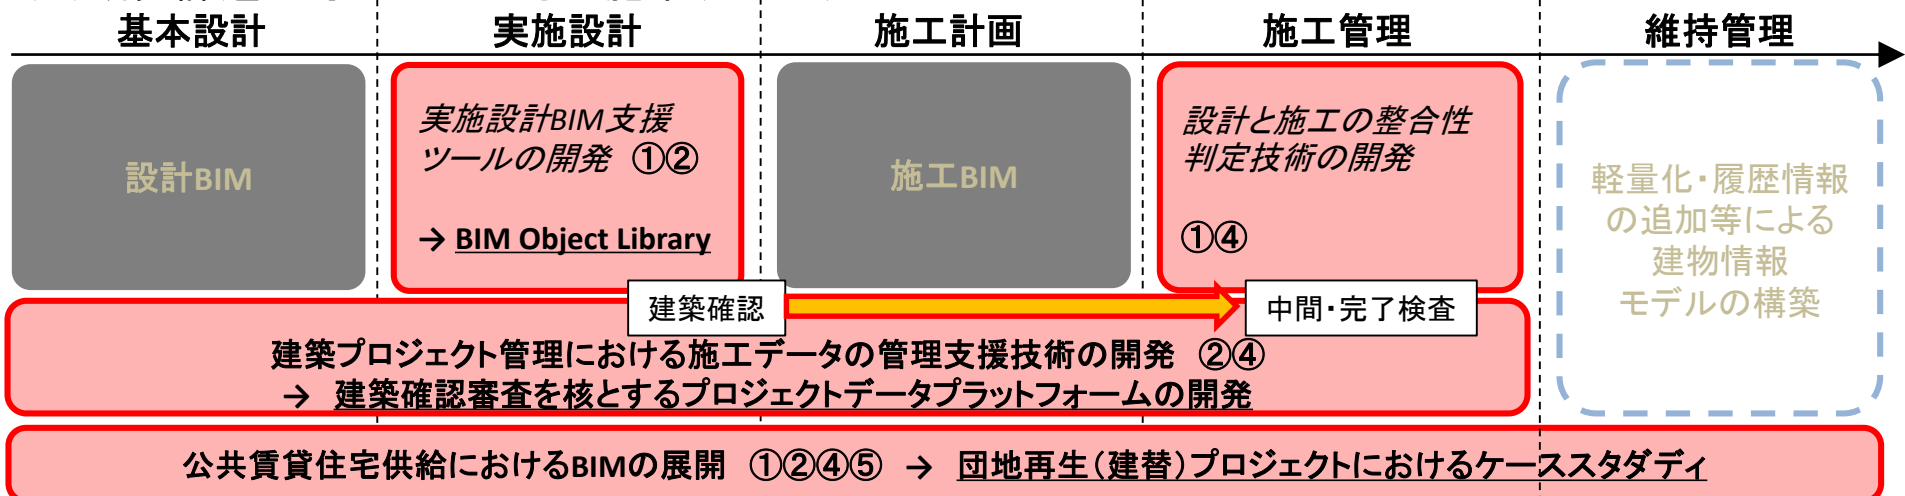 基本設計
実施設計
施工計画
施工管理
維持管理
設計BIM
実施設計BIM支援
ツールの開発 ①②
→ BIM Object Library
施工BIM
設計と施工の整合性
判定技術の開発
①④
軽量化・履歴情報
の追加等による
建物情報
モデルの構築
建築確認
中間・完了検査
建築プロジェクト管理における施工データの管理支援技術の開発 ②④
→ 建築確認審査を核とするプロジェクトデータプラットフォームの開発
公共賃貸住宅供給におけるBIMの展開 ①②④⑤ → 団地再生(建替)プロジェクトにおけるケーススタダディ